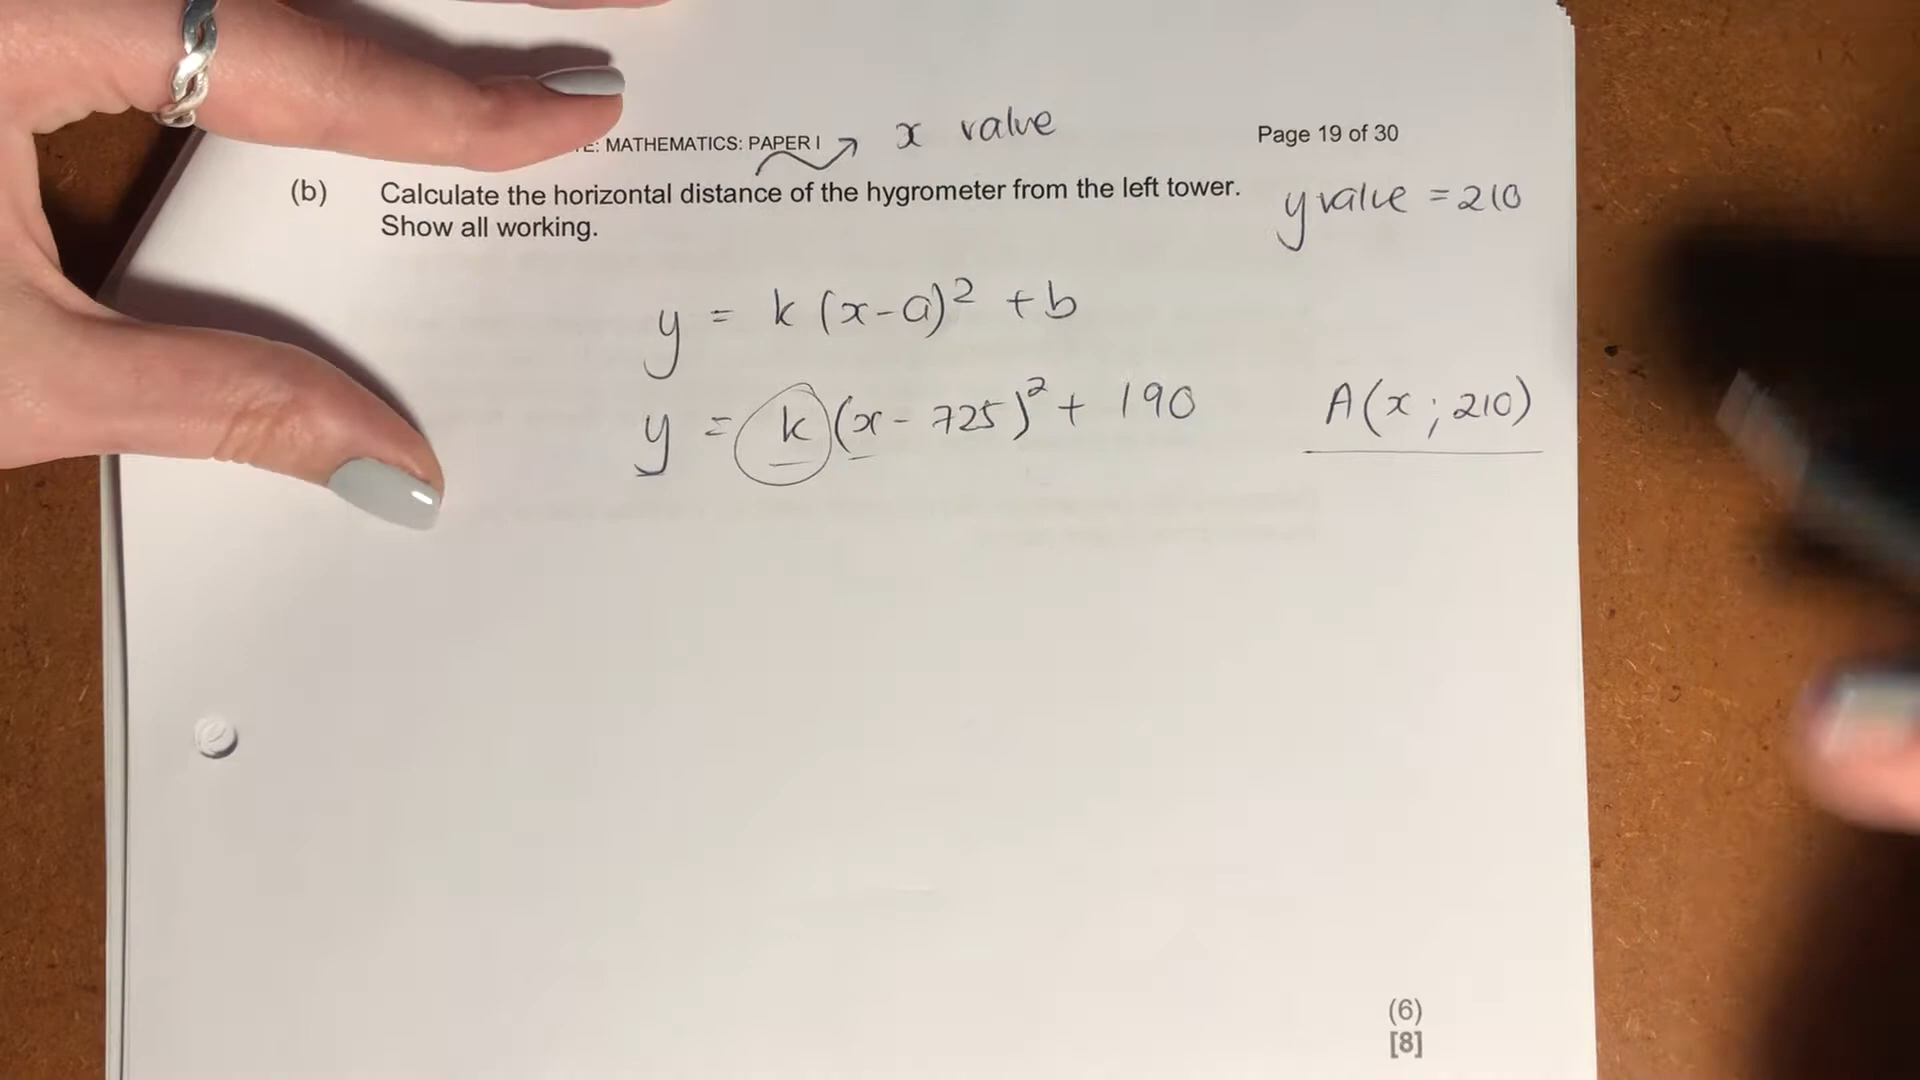 E: MATHEMATICS: PAPER I x value Page 19 of 30
(b) Calculate the horizontal distance of the hygrometer from the left tower. y value = 210
Show all working.
y = k (x-a)² + b
y = k (x - 725)² + 190 A(x ; 210)
(6)
[8]